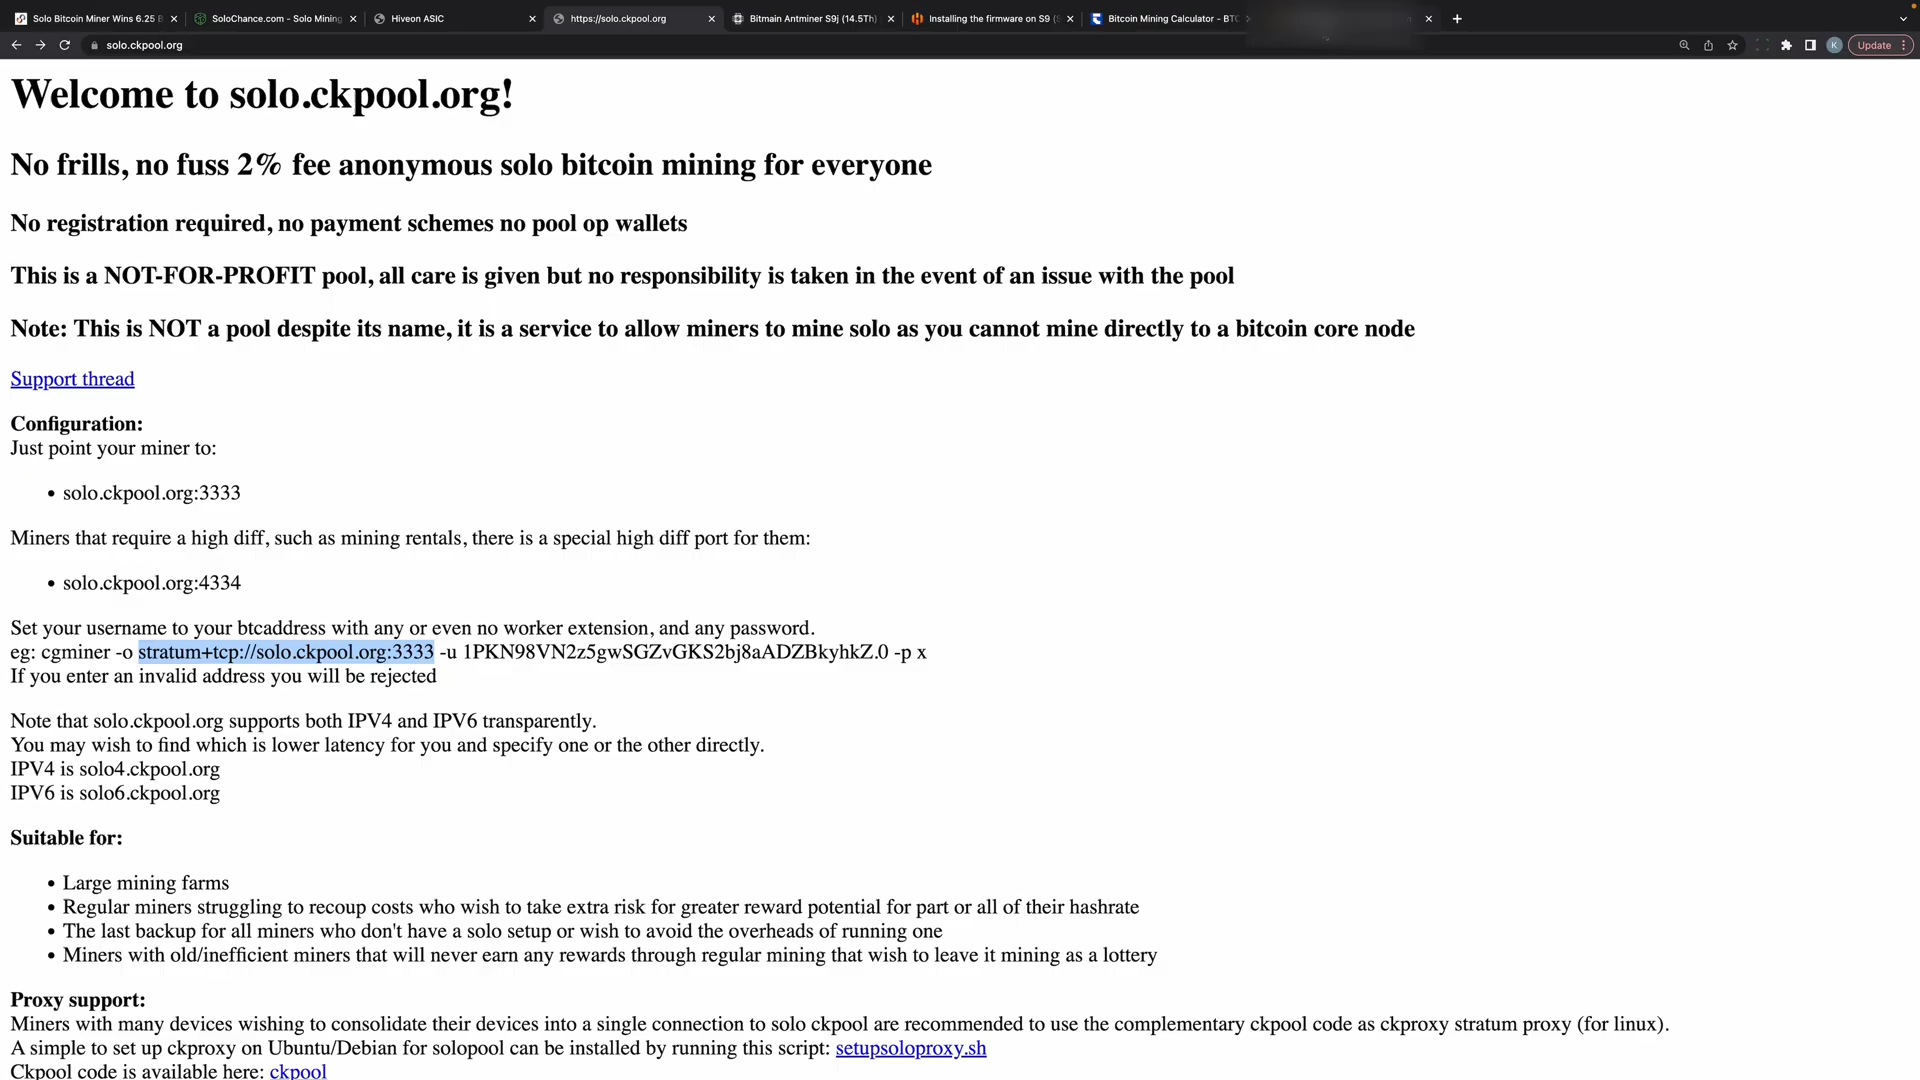 Solo Bitcoin Miner Wins 6.25 B
SoloChance.com - Solo Mining
Hiveon ASIC
https://solo.ckpool.org
Bitmain Antminer S9j (14.5Th)
Installing the firmware on S9 (S
Bitcoin Mining Calculator - BTC
solo.ckpool.org
K
Update
Welcome to solo.ckpool.org!
No frills, no fuss 2% fee anonymous solo bitcoin mining for everyone
No registration required, no payment schemes no pool op wallets
This is a NOT-FOR-PROFIT pool, all care is given but no responsibility is taken in the event of an issue with the pool
Note: This is NOT a pool despite its name, it is a service to allow miners to mine solo as you cannot mine directly to a bitcoin core node
Support thread
Configuration:
Just point your miner to:
• solo.ckpool.org:3333
Miners that require a high diff, such as mining rentals, there is a special high diff port for them:
• solo.ckpool.org:4334
Set your username to your btcaddress with any or even no worker extension, and any password.
eg: cgminer -o stratum+tcp://solo.ckpool.org:3333 -u 1PKN98VN2z5gwSGZvGKS2bj8aADZBkyhkZ.0 -p x
If you enter an invalid address you will be rejected
Note that solo.ckpool.org supports both IPV4 and IPV6 transparently.
You may wish to find which is lower latency for you and specify one or the other directly.
IPV4 is solo4.ckpool.org
IPV6 is solo6.ckpool.org
Suitable for:
• Large mining farms
• Regular miners struggling to recoup costs who wish to take extra risk for greater reward potential for part or all of their hashrate
• The last backup for all miners who don't have a solo setup or wish to avoid the overheads of running one
• Miners with old/inefficient miners that will never earn any rewards through regular mining that wish to leave it mining as a lottery
Proxy support:
Miners with many devices wishing to consolidate their devices into a single connection to solo ckpool are recommended to use the complementary ckpool code as ckproxy stratum proxy (for linux).
A simple to set up ckproxy on Ubuntu/Debian for solopool can be installed by running this script: setupsoloproxy.sh
Ckpool code is available here: ckpool